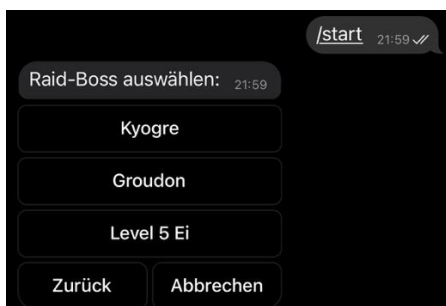 /start 21:59
Raid-Boss auswählen: 21:59
Kyogre
Groudon
Level 5 Ei
Zurück Abbrechen